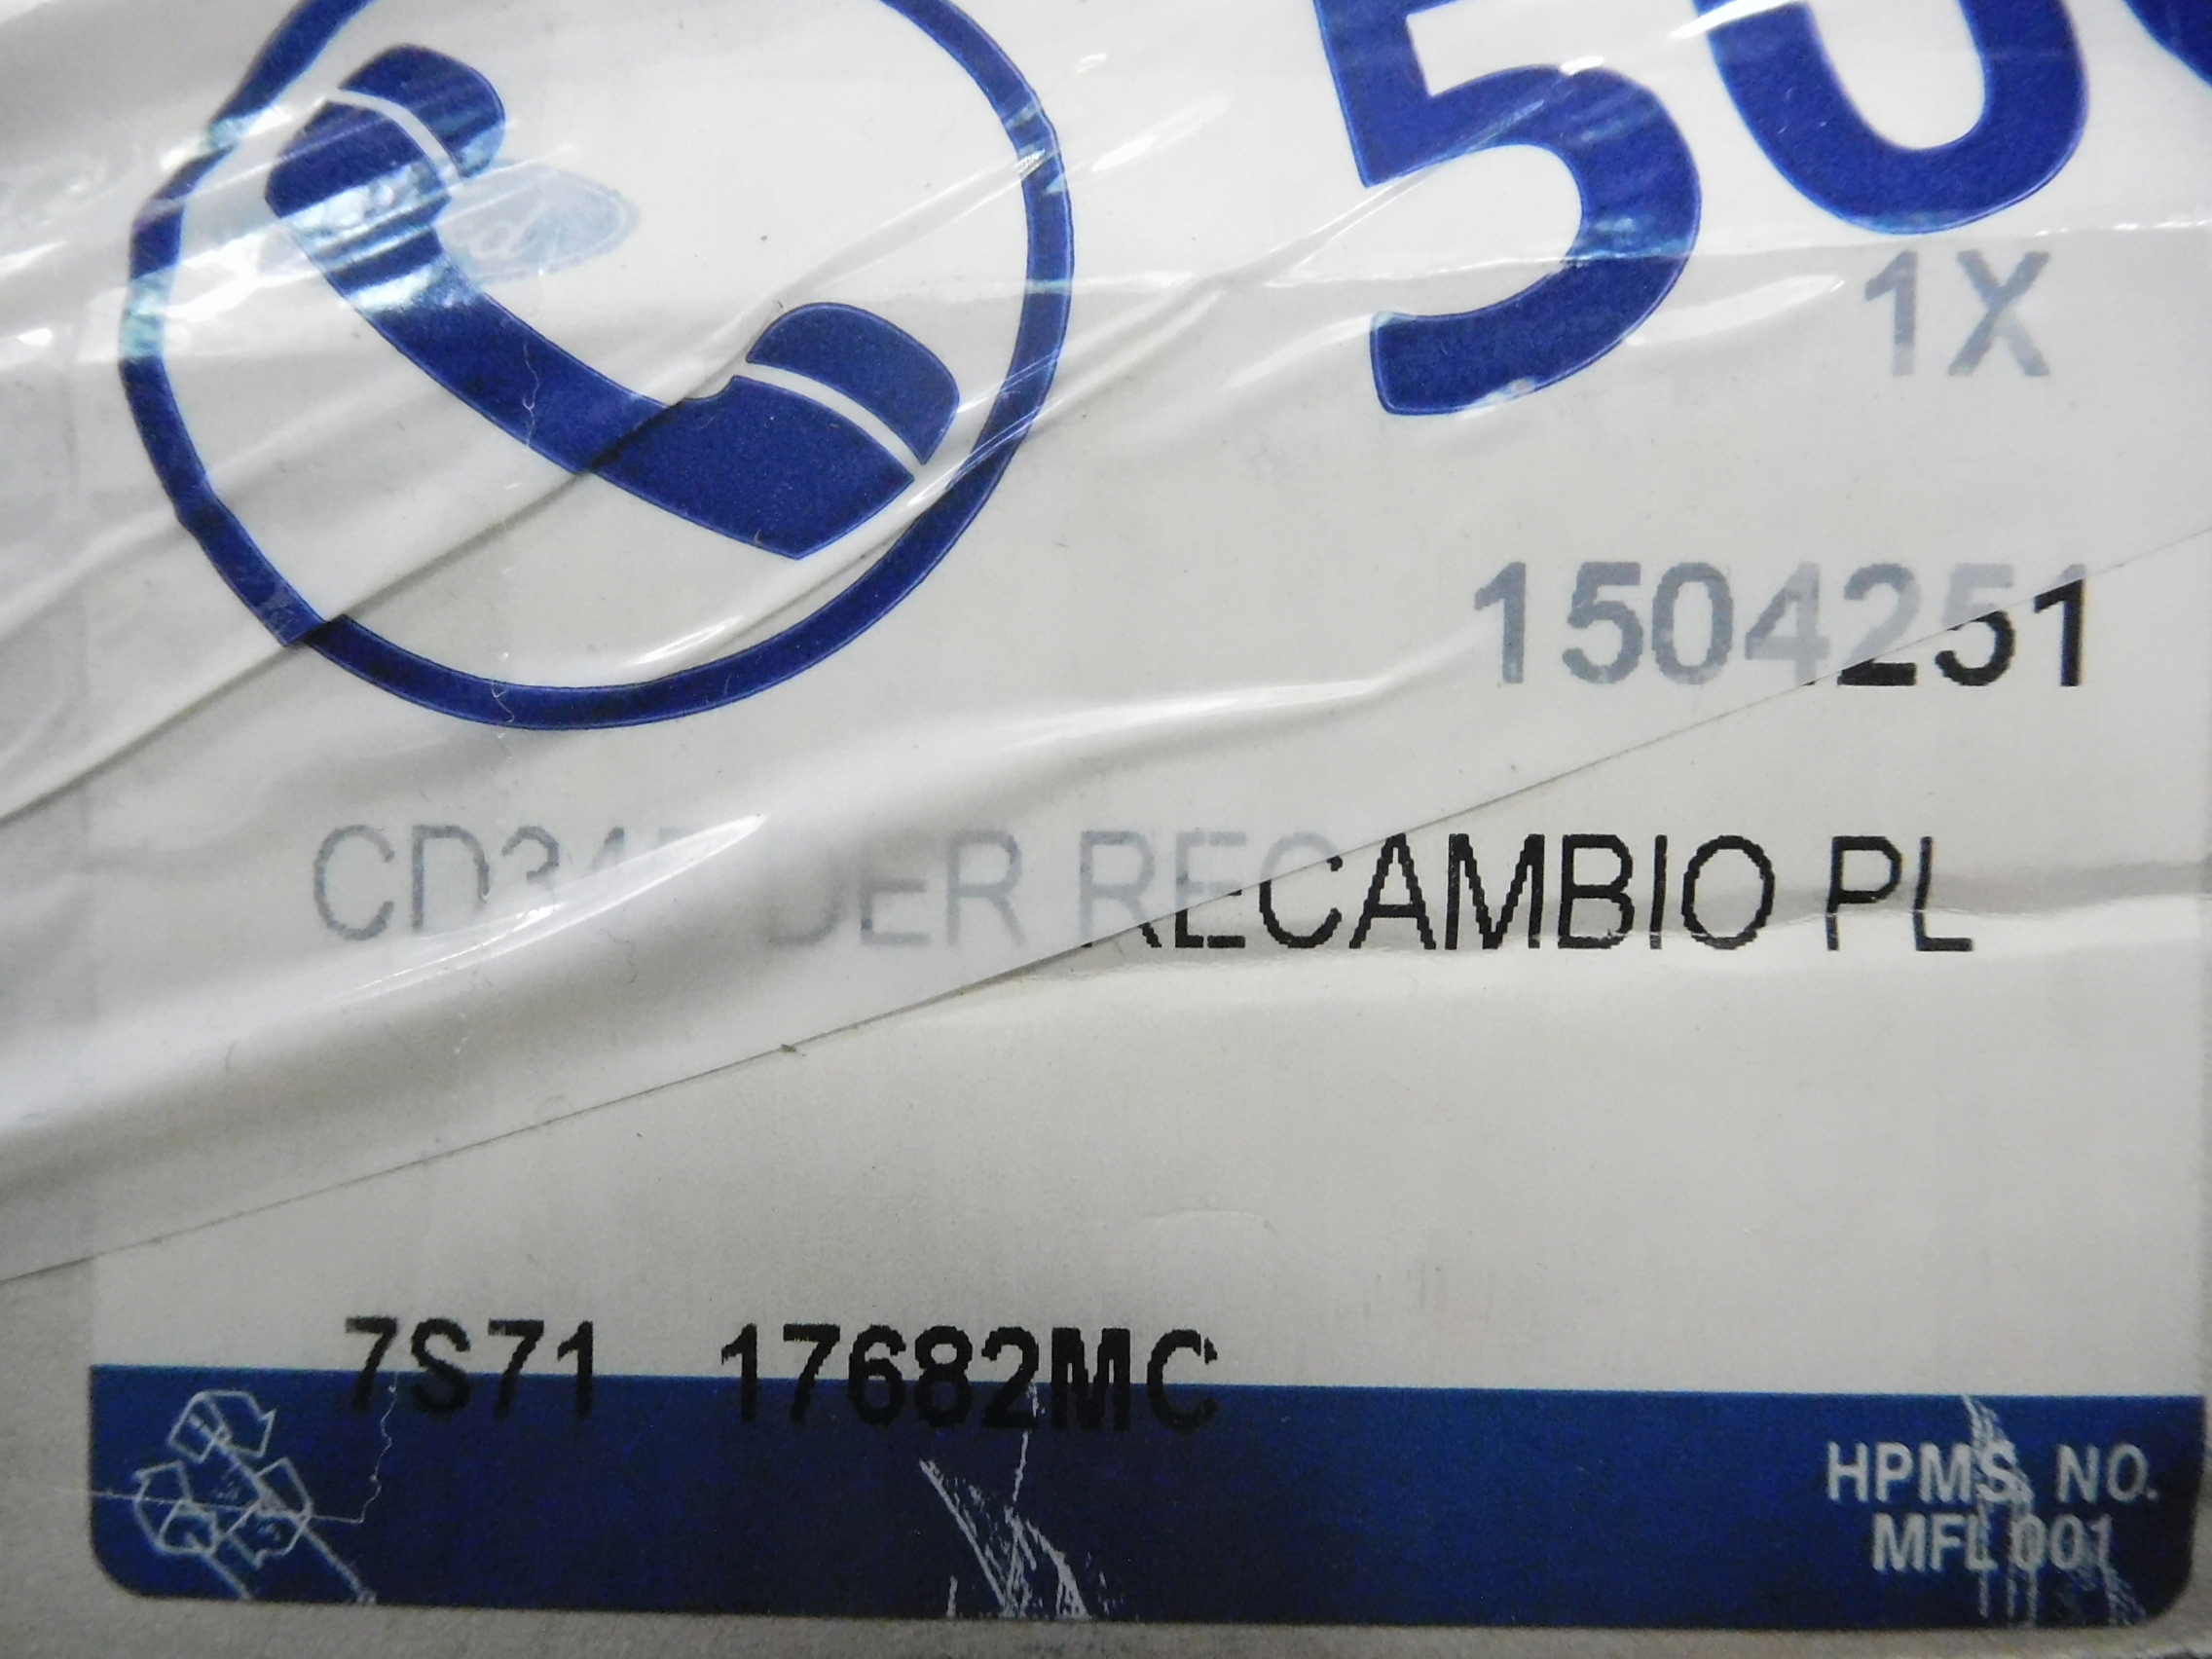 50
1X
1504251
DER RECAMBIO PL
7S71 17682MC
HPMS NO.
MFL 001